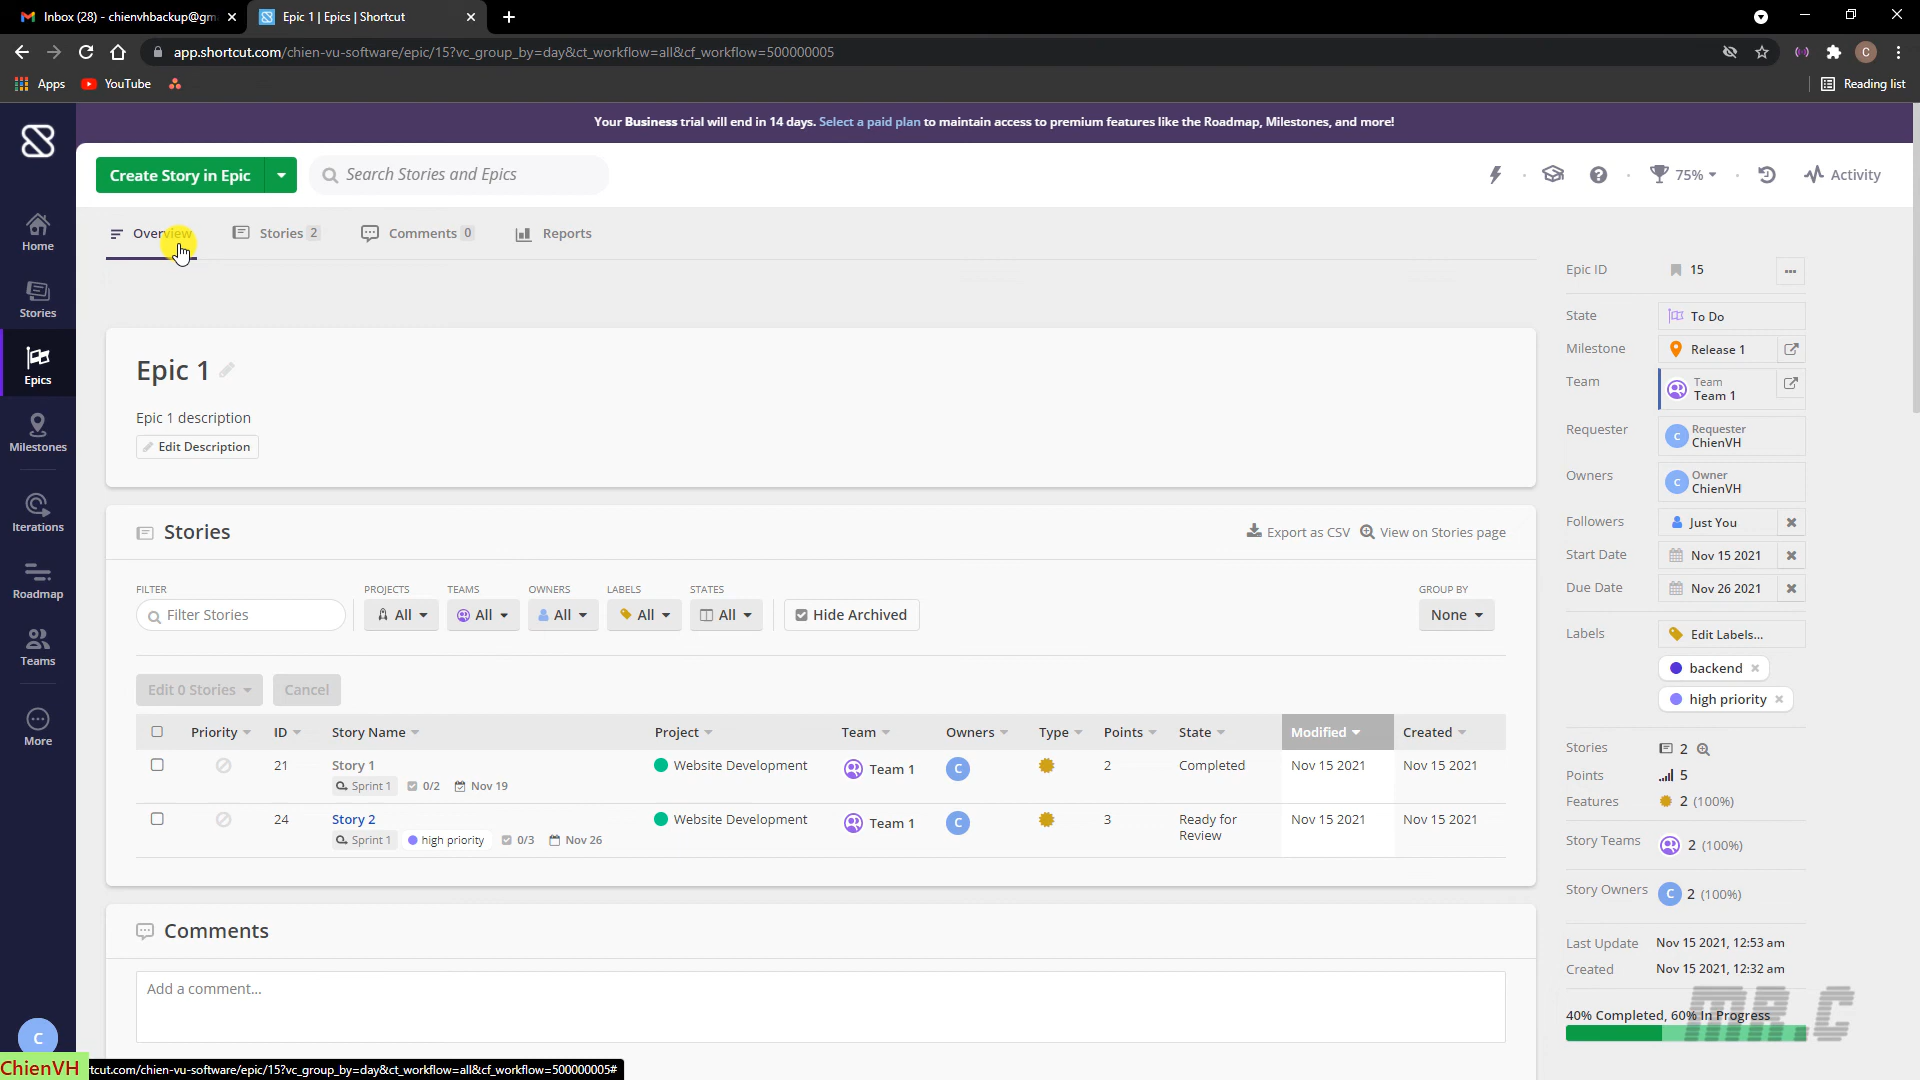 Inbox (28) - chienvhbackup@gm
Epic 1 | Epics | Shortcut
app.shortcut.com/chien-vu-software/epic/15?vc_group_by=day&ct_workflow=all&cf_workflow=500000005
C
Apps
YouTube
Reading list
Your Business trial will end in 14 days. Select a paid plan to maintain access to premium features like the Roadmap, Milestones, and more!
Create Story in Epic
Search Stories and Epics
75%
Activity
Home
Stories
Epics
Milestones
Iterations
Roadmap
Teams
More
C
Overview
Stories 2
Comments 0
Reports
Epic 1
Epic 1 description
Edit Description
Stories
Export as CSV
View on Stories page
FILTER
PROJECTS
TEAMS
OWNERS
LABELS
STATES
GROUP BY
Filter Stories
All
All
All
All
All
Hide Archived
None
Edit 0 Stories
Cancel
Priority
ID
Story Name
Project
Team
Owners
Type
Points
State
Modified
Created
21
Story 1
Website Development
Team 1
C
2
Completed
Nov 15 2021
Nov 15 2021
Sprint 1
0/2
Nov 19
24
Story 2
Website Development
Team 1
C
3
Ready for
Review
Nov 15 2021
Nov 15 2021
Sprint 1
high priority
0/3
Nov 26
Comments
Add a comment...
Epic ID
15
State
To Do
Milestone
Release 1
Team
Team
Team 1
Requester
C
Requester
ChienVH
Owners
C
Owner
ChienVH
Followers
Just You
Start Date
Nov 15 2021
Due Date
Nov 26 2021
Labels
Edit Labels...
backend
high priority
Stories
2
Points
5
Features
2 (100%)
Story Teams
2 (100%)
Story Owners
C
2 (100%)
Last Update
Nov 15 2021, 12:53 am
Created
Nov 15 2021, 12:32 am
40% Completed, 60% In Progress
MR.C
ChienVH
rtcut.com/chien-vu-software/epic/15?vc_group_by=day&ct_workflow=all&cf_workflow=500000005#